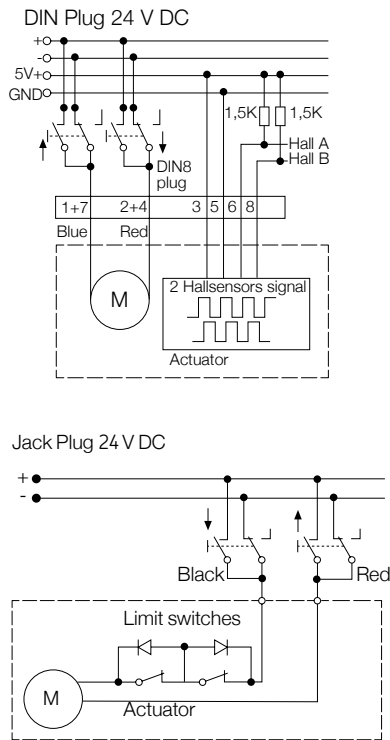 DIN Plug 24 V DC
+
-
5V+
GND
1,5K 1,5K
Hall A
Hall B
DIN8
plug
1+7 2+4 3 5 6 8
Blue Red
M
2 Hallsensors signal
Actuator
Jack Plug 24 V DC
+
-
Black Red
Limit switches
M
Actuator